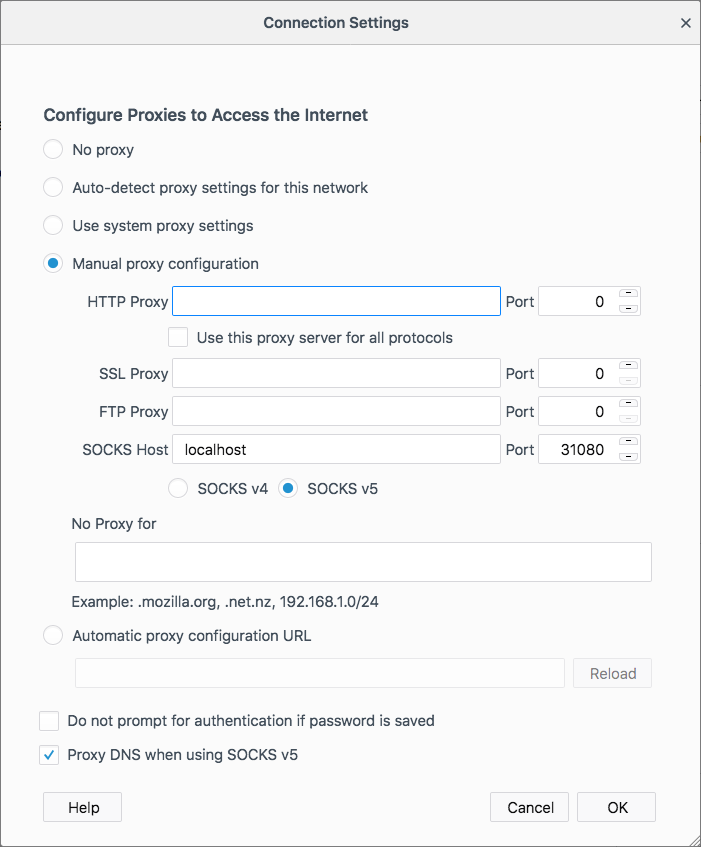 Connection Settings
Configure Proxies to Access the Internet
No proxy
Auto-detect proxy settings for this network
Use system proxy settings
Manual proxy configuration
HTTP Proxy Port 0
Use this proxy server for all protocols
SSL Proxy Port 0
FTP Proxy Port 0
SOCKS Host localhost Port 31080
SOCKS v4 SOCKS v5
No Proxy for
Example: .mozilla.org, .net.nz, 192.168.1.0/24
Automatic proxy configuration URL
Reload
Do not prompt for authentication if password is saved
Proxy DNS when using SOCKS v5
Help Cancel OK